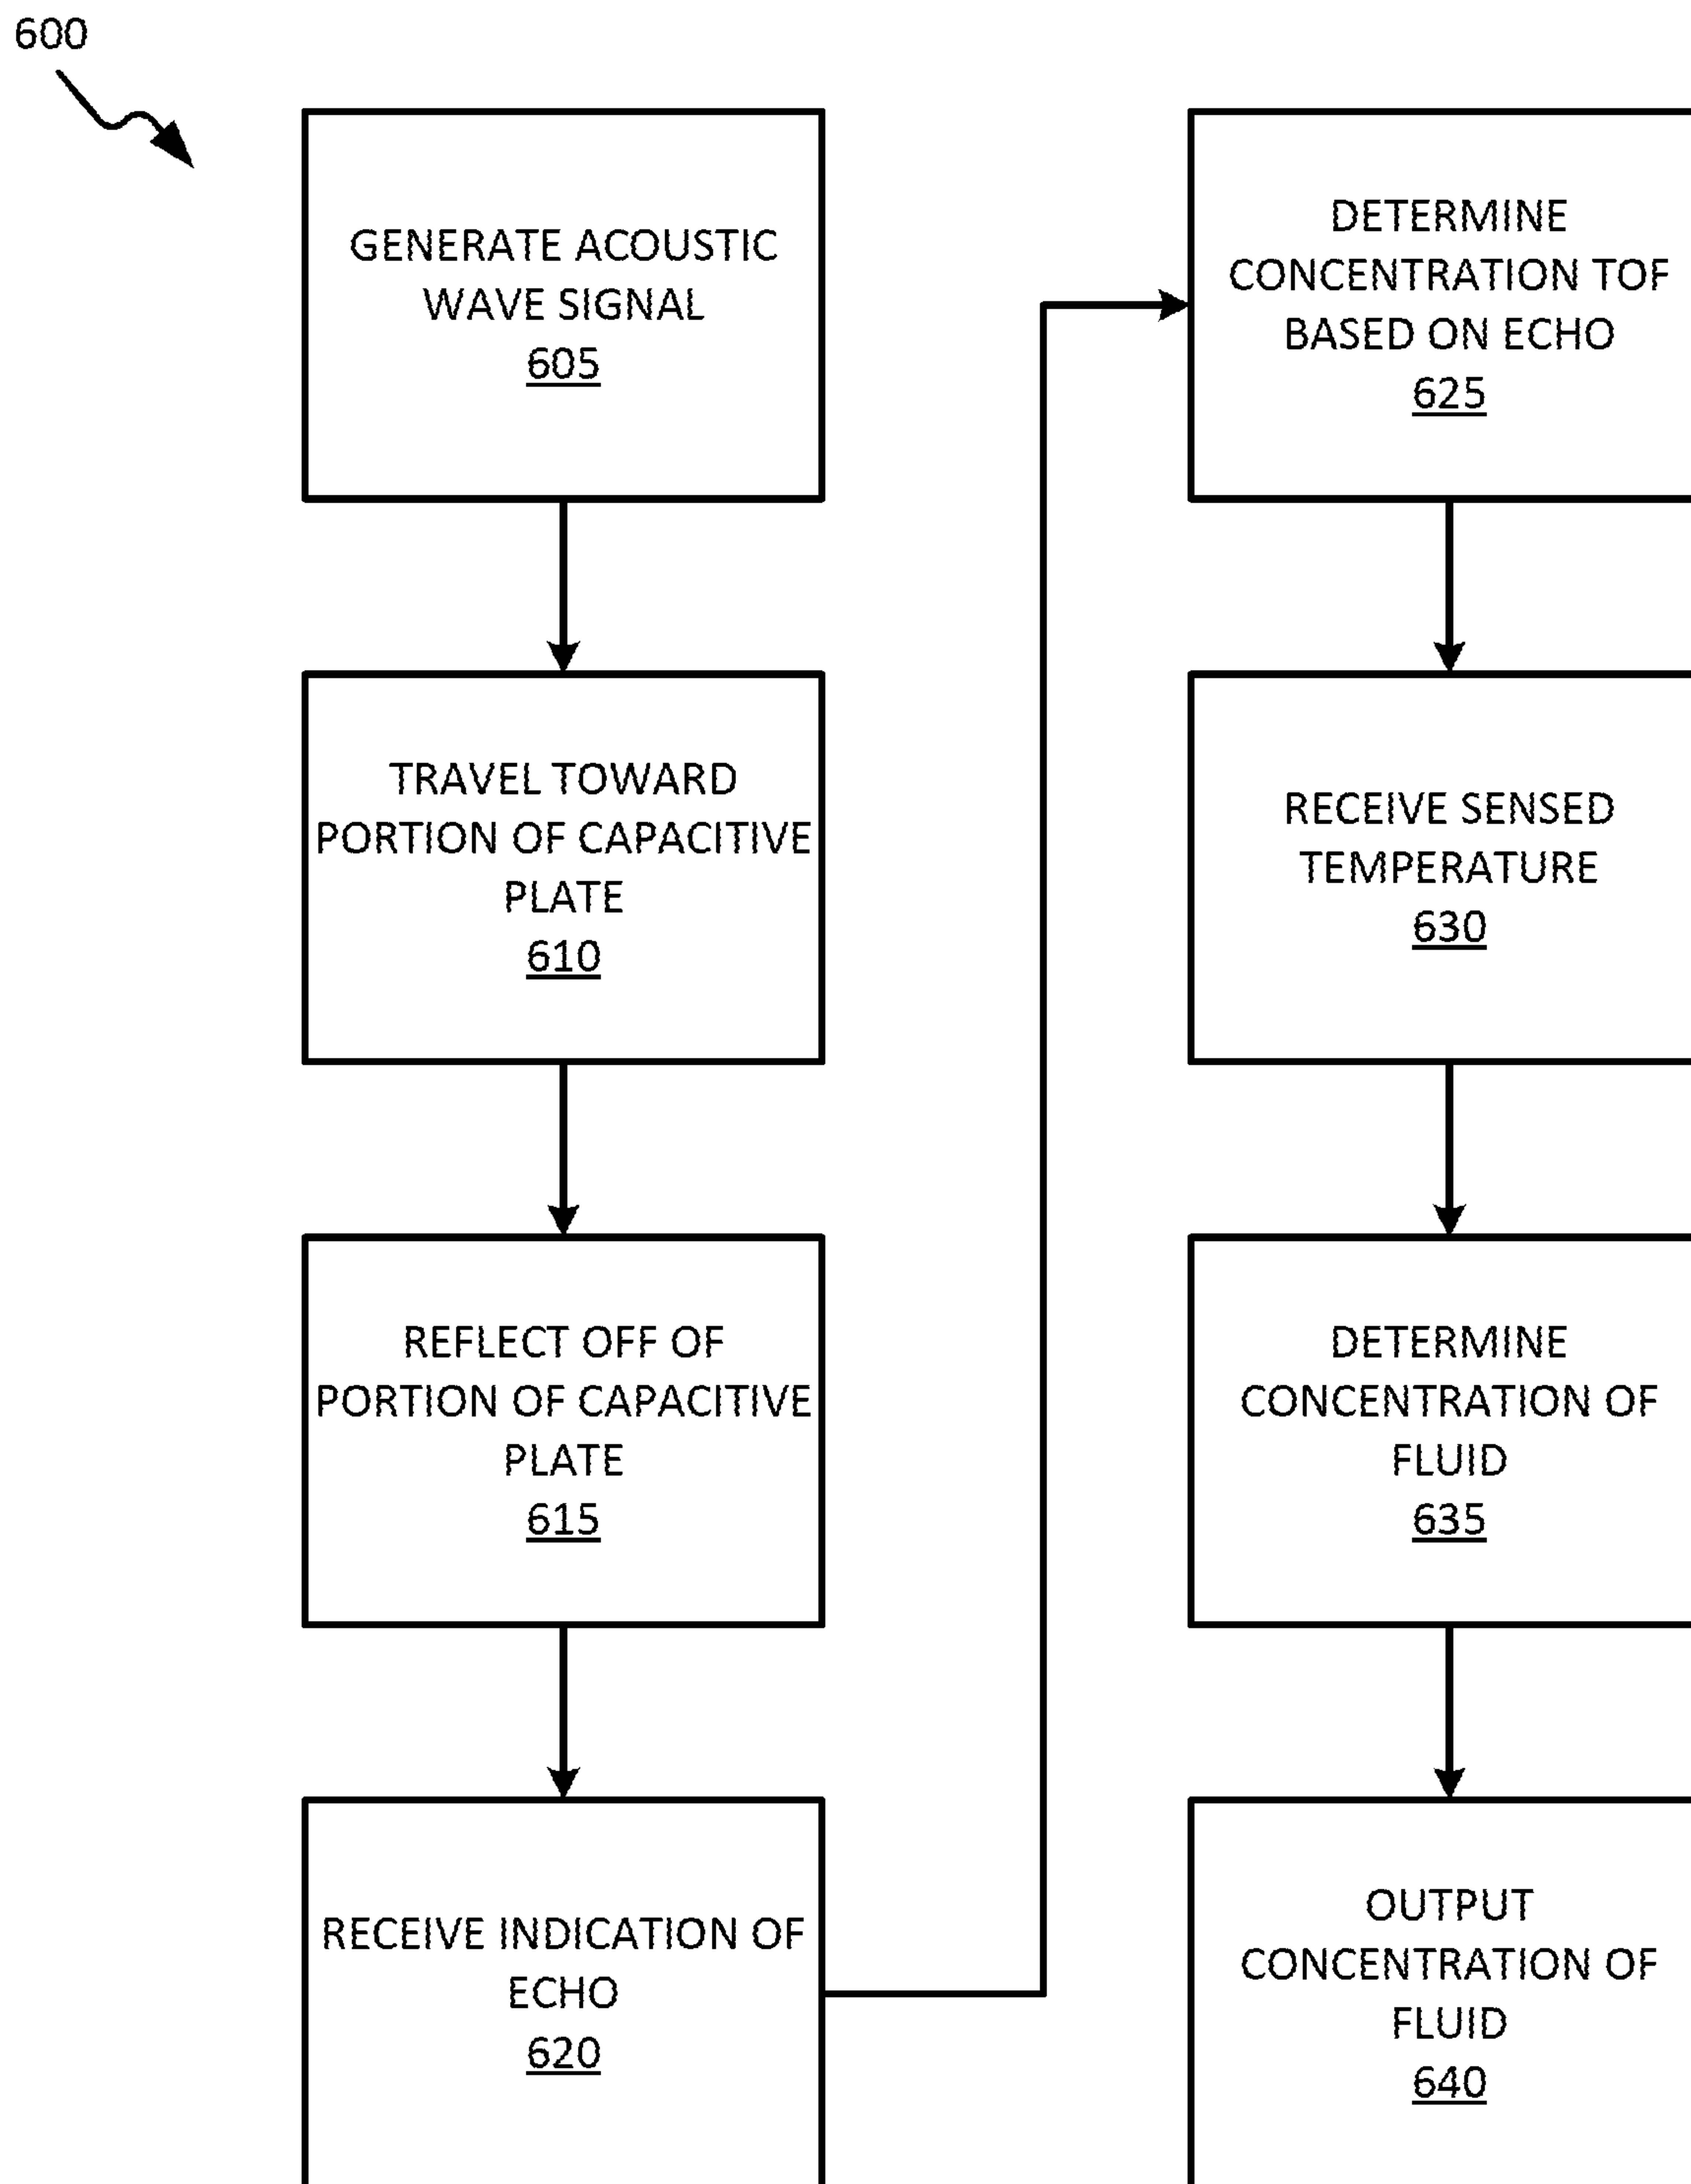 600
GENERATE ACOUSTIC
WAVE SIGNAL
605
TRAVEL TOWARD
PORTION OF CAPACITIVE
PLATE
610
REFLECT OFF OF
PORTION OF CAPACITIVE
PLATE
615
RECEIVE INDICATION OF
ECHO
620
DETERMINE
CONCENTRATION TOF
BASED ON ECHO
625
RECEIVE SENSED
TEMPERATURE
630
DETERMINE
CONCENTRATION OF
FLUID
635
OUTPUT
CONCENTRATION OF
FLUID
640